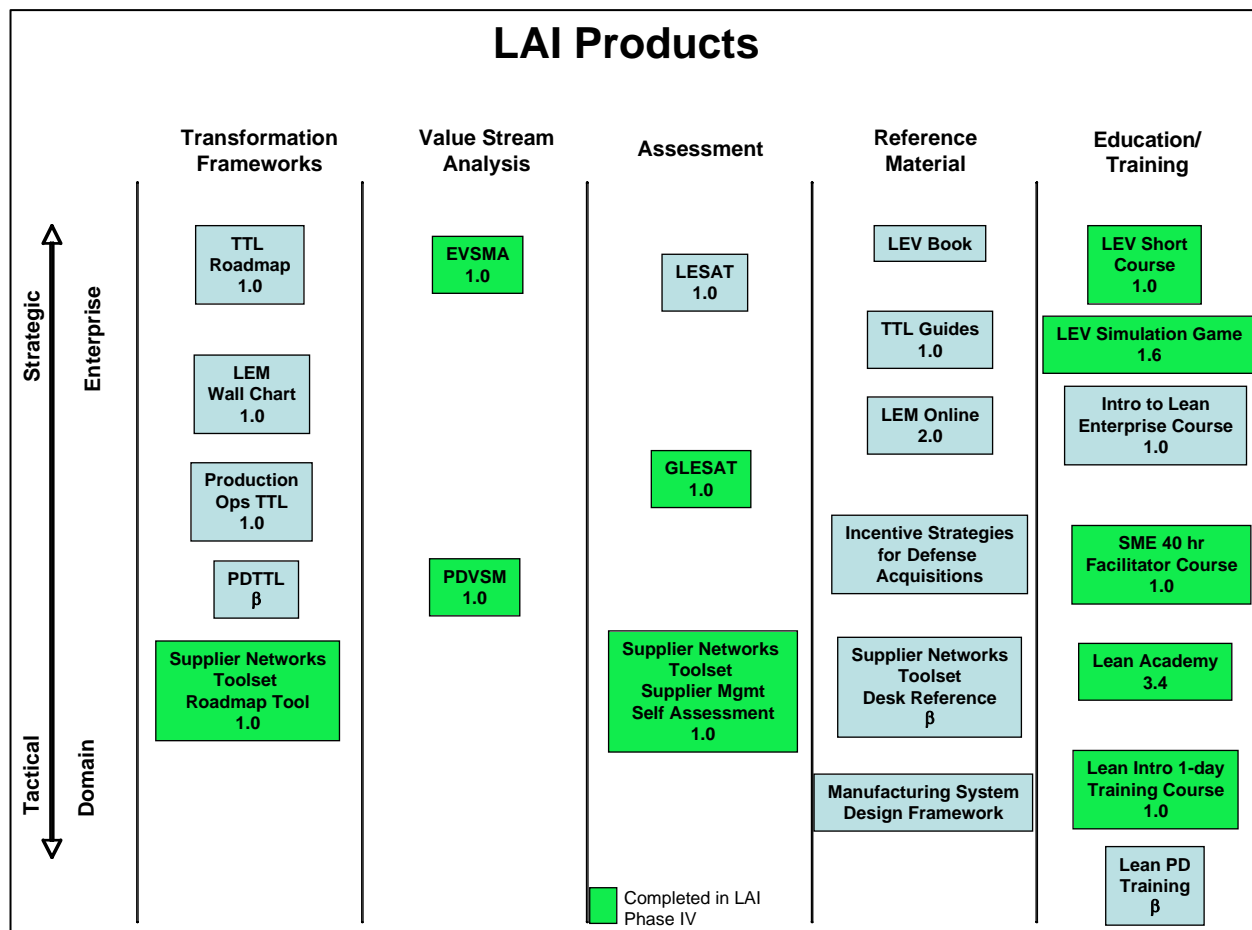 LAI Products
Transformation
Frameworks
Value Stream
Analysis
Assessment
Reference
Material
Education/
Training
Strategic
Enterprise
Tactical
Domain
TTL
Roadmap
1.0
LEM
Wall Chart
1.0
Production
Ops TTL
1.0
PDTTL
β
Supplier Networks
Toolset
Roadmap Tool
1.0
EVSMA
1.0
PDVSM
1.0
LESAT
1.0
GLESAT
1.0
Supplier Networks
Toolset
Supplier Mgmt
Self Assessment
1.0
LEV Book
TTL Guides
1.0
LEM Online
2.0
Incentive Strategies
for Defense
Acquisitions
Supplier Networks
Toolset
Desk Reference
β
Manufacturing System
Design Framework
LEV Short
Course
1.0
LEV Simulation Game
1.6
Intro to Lean
Enterprise Course
1.0
SME 40 hr
Facilitator Course
1.0
Lean Academy
3.4
Lean Intro 1-day
Training Course
1.0
Lean PD
Training
β
Completed in LAI
Phase IV